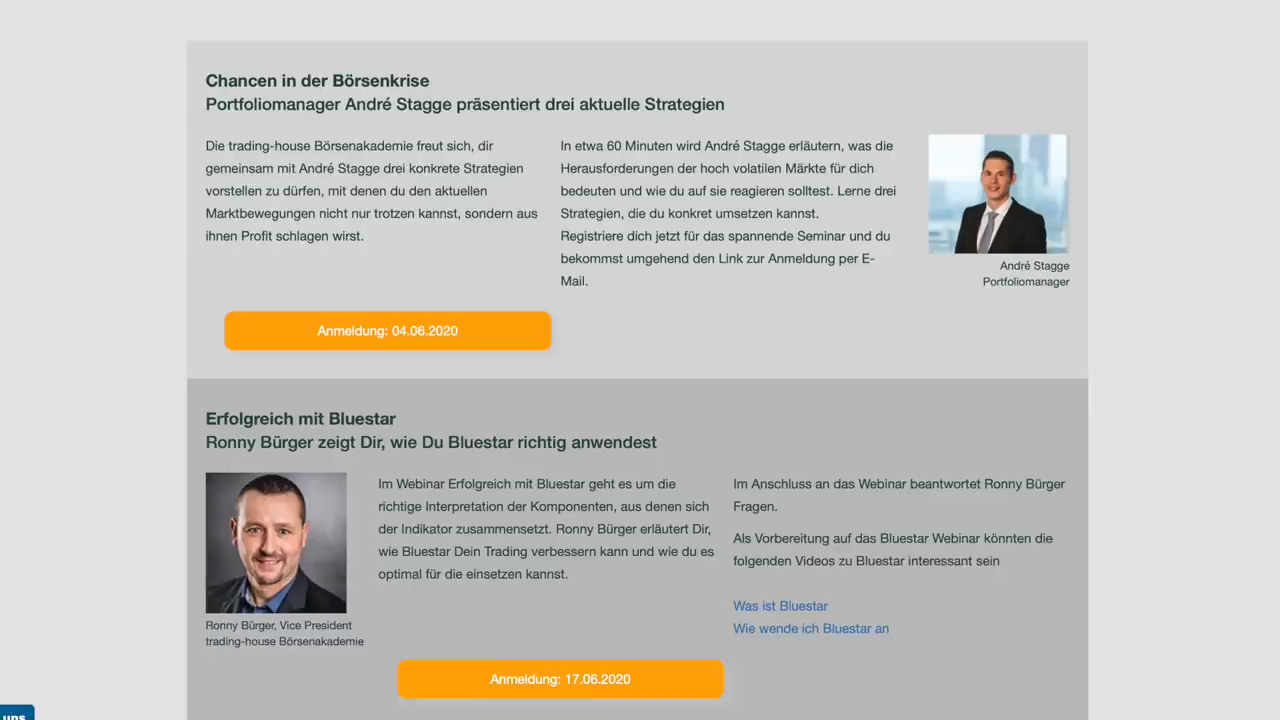 Chancen in der Börsenkrise
Portfoliomanager André Stagge präsentiert drei aktuelle Strategien
Die trading-house Börsenakademie freut sich, dir
gemeinsam mit André Stagge drei konkrete Strategien
vorstellen zu dürfen, mit denen du den aktuellen
Marktbewegungen nicht nur trotzen kannst, sondern aus
ihnen Profit schlagen wirst.
In etwa 60 Minuten wird André Stagge erläutern, was die
Herausforderungen der hoch volatilen Märkte für dich
bedeuten und wie du auf sie reagieren solltest. Lerne drei
Strategien, die du konkret umsetzen kannst.
Registriere dich jetzt für das spannende Seminar und du
bekommst umgehend den Link zur Anmeldung per E-
Mail.
André Stagge
Portfoliomanager
Anmeldung: 04.06.2020
Erfolgreich mit Bluestar
Ronny Bürger zeigt Dir, wie Du Bluestar richtig anwendest
Ronny Bürger, Vice President
trading-house Börsenakademie
Im Webinar Erfolgreich mit Bluestar geht es um die
richtige Interpretation der Komponenten, aus denen sich
der Indikator zusammensetzt. Ronny Bürger erläutert Dir,
wie Bluestar Dein Trading verbessern kann und wie du es
optimal für die einsetzen kannst.
Im Anschluss an das Webinar beantwortet Ronny Bürger
Fragen.
Als Vorbereitung auf das Bluestar Webinar könnten die
folgenden Videos zu Bluestar interessant sein
Was ist Bluestar
Wie wende ich Bluestar an
Anmeldung: 17.06.2020